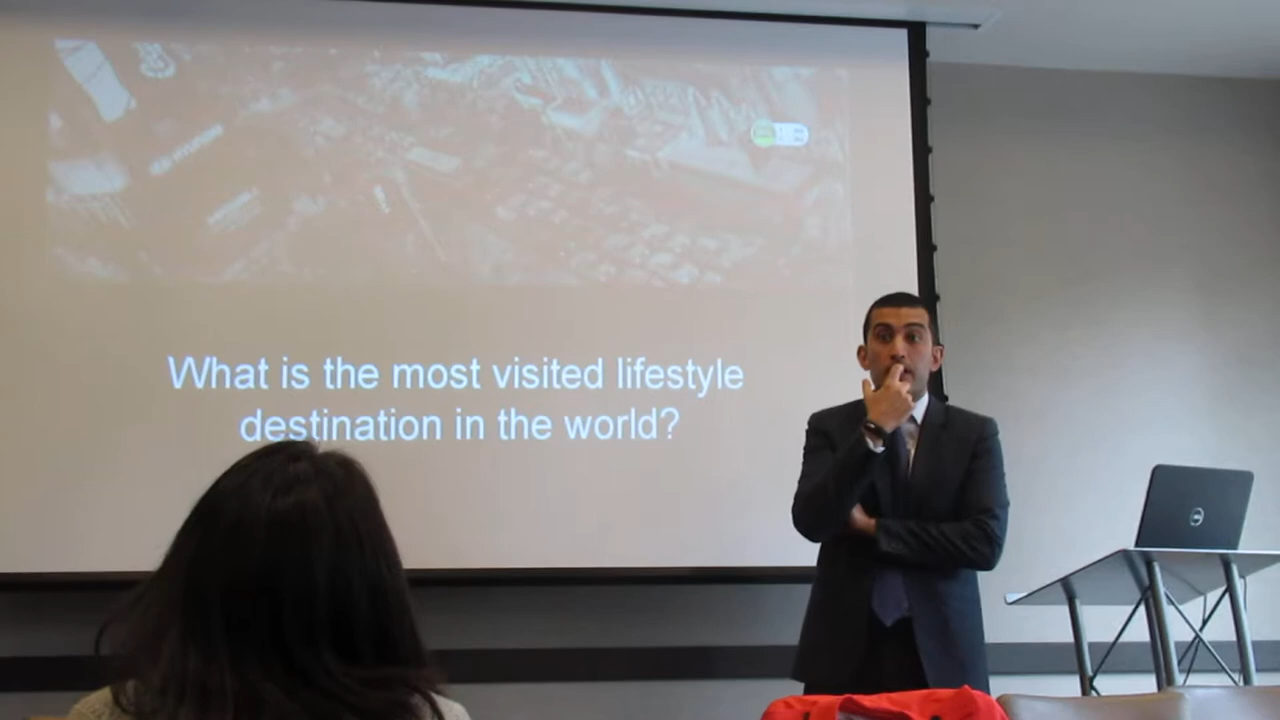 What is the most visited lifestyle
destination in the world?